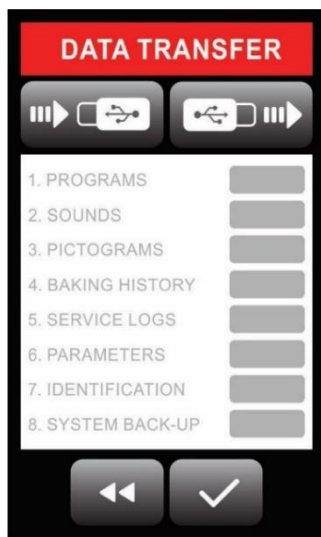 DATA TRANSFER
1. PROGRAMS
2. SOUNDS
3. PICTOGRAMS
4. BAKING HISTORY
5. SERVICE LOGS
6. PARAMETERS
7. IDENTIFICATION
8. SYSTEM BACK-UP